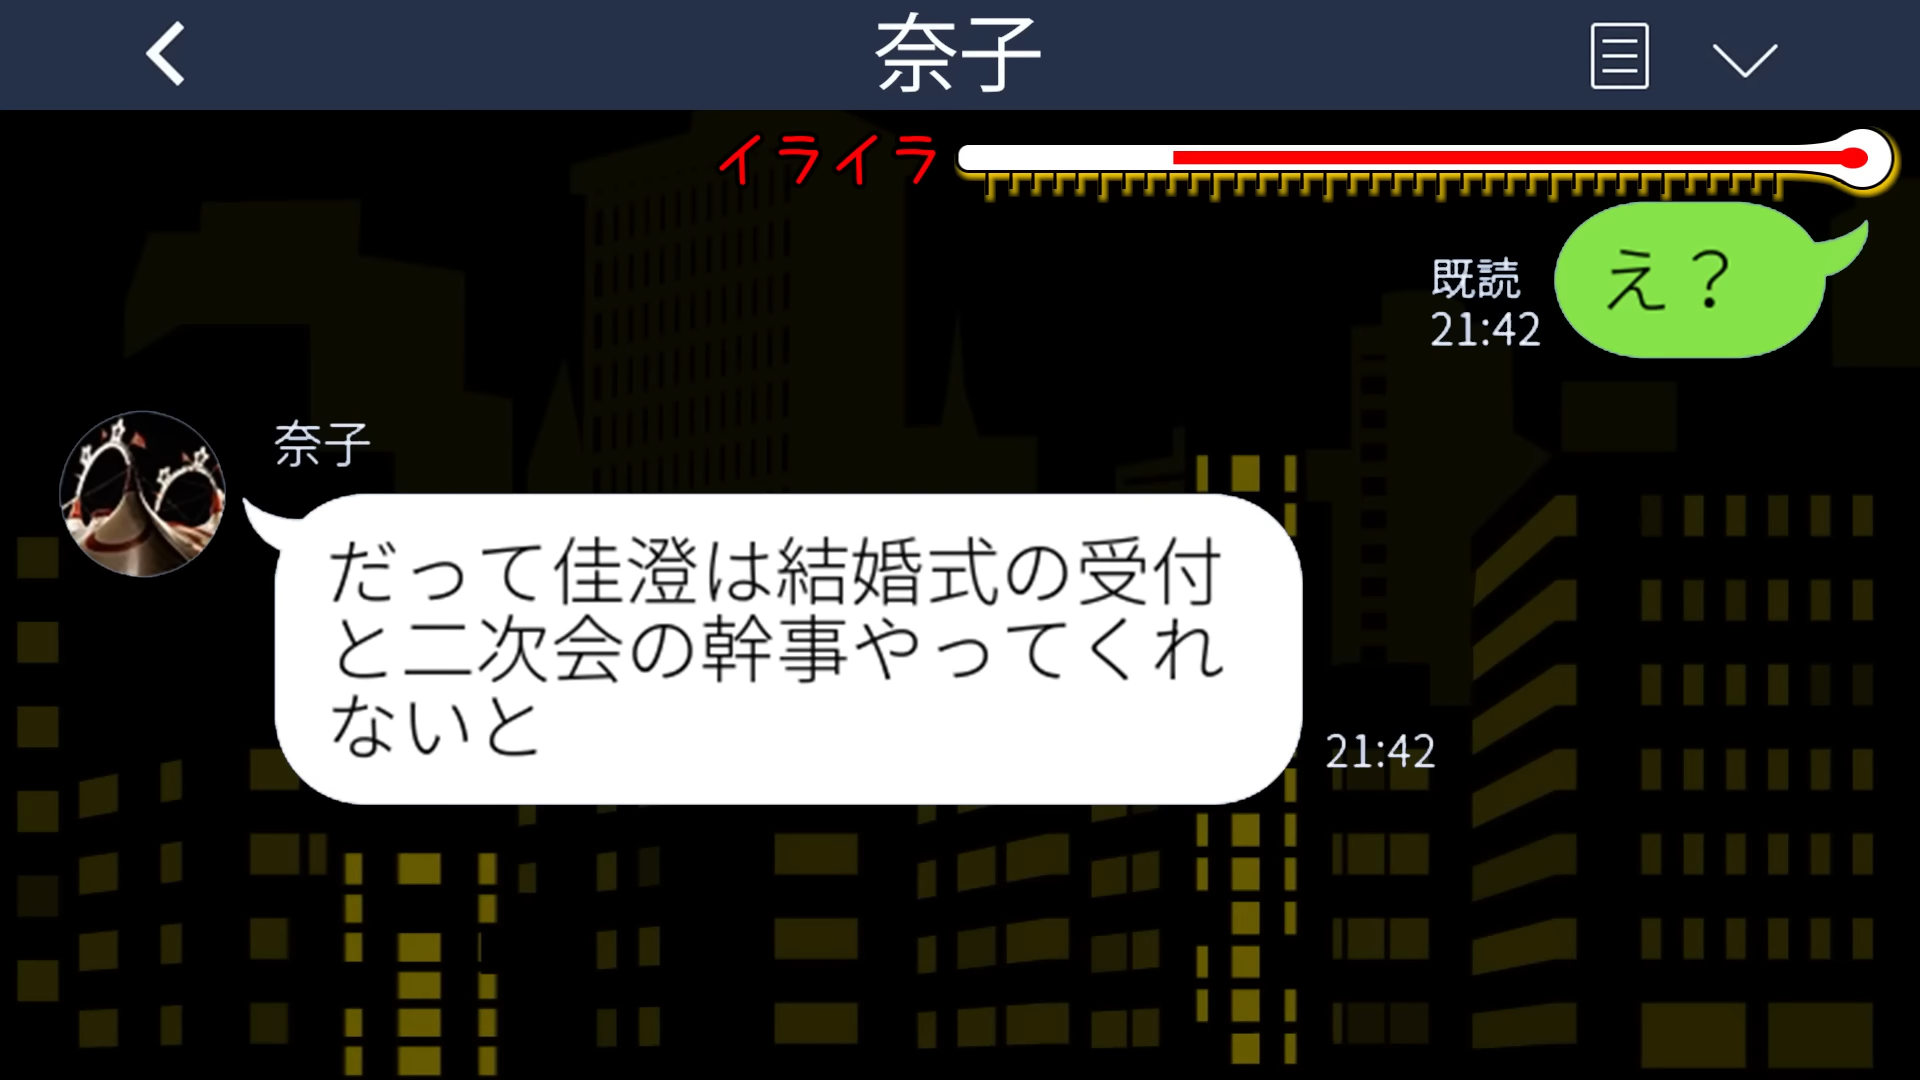 奈子
イライラ
え？
既読
21:42
奈子
だって佳澄は結婚式の受付
と二次会の幹事やってくれ
ないと
21:42